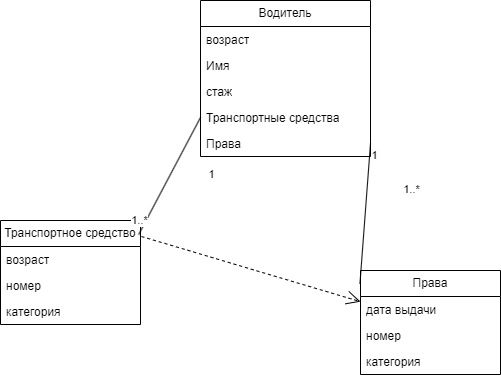 Водитель
возраст
Имя
стаж
Транспортные средства
Права
1
1
1..*
1..*
Транспортное средство
возраст
номер
категория
Права
дата выдачи
номер
категория